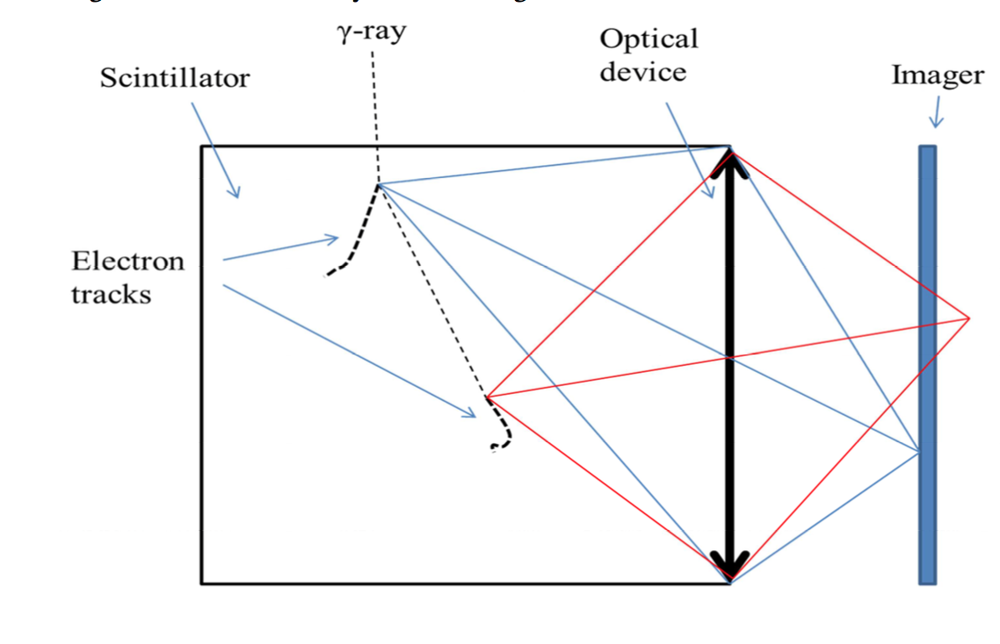 γ-ray
Optical
device
Scintillator
Imager
Electron
tracks